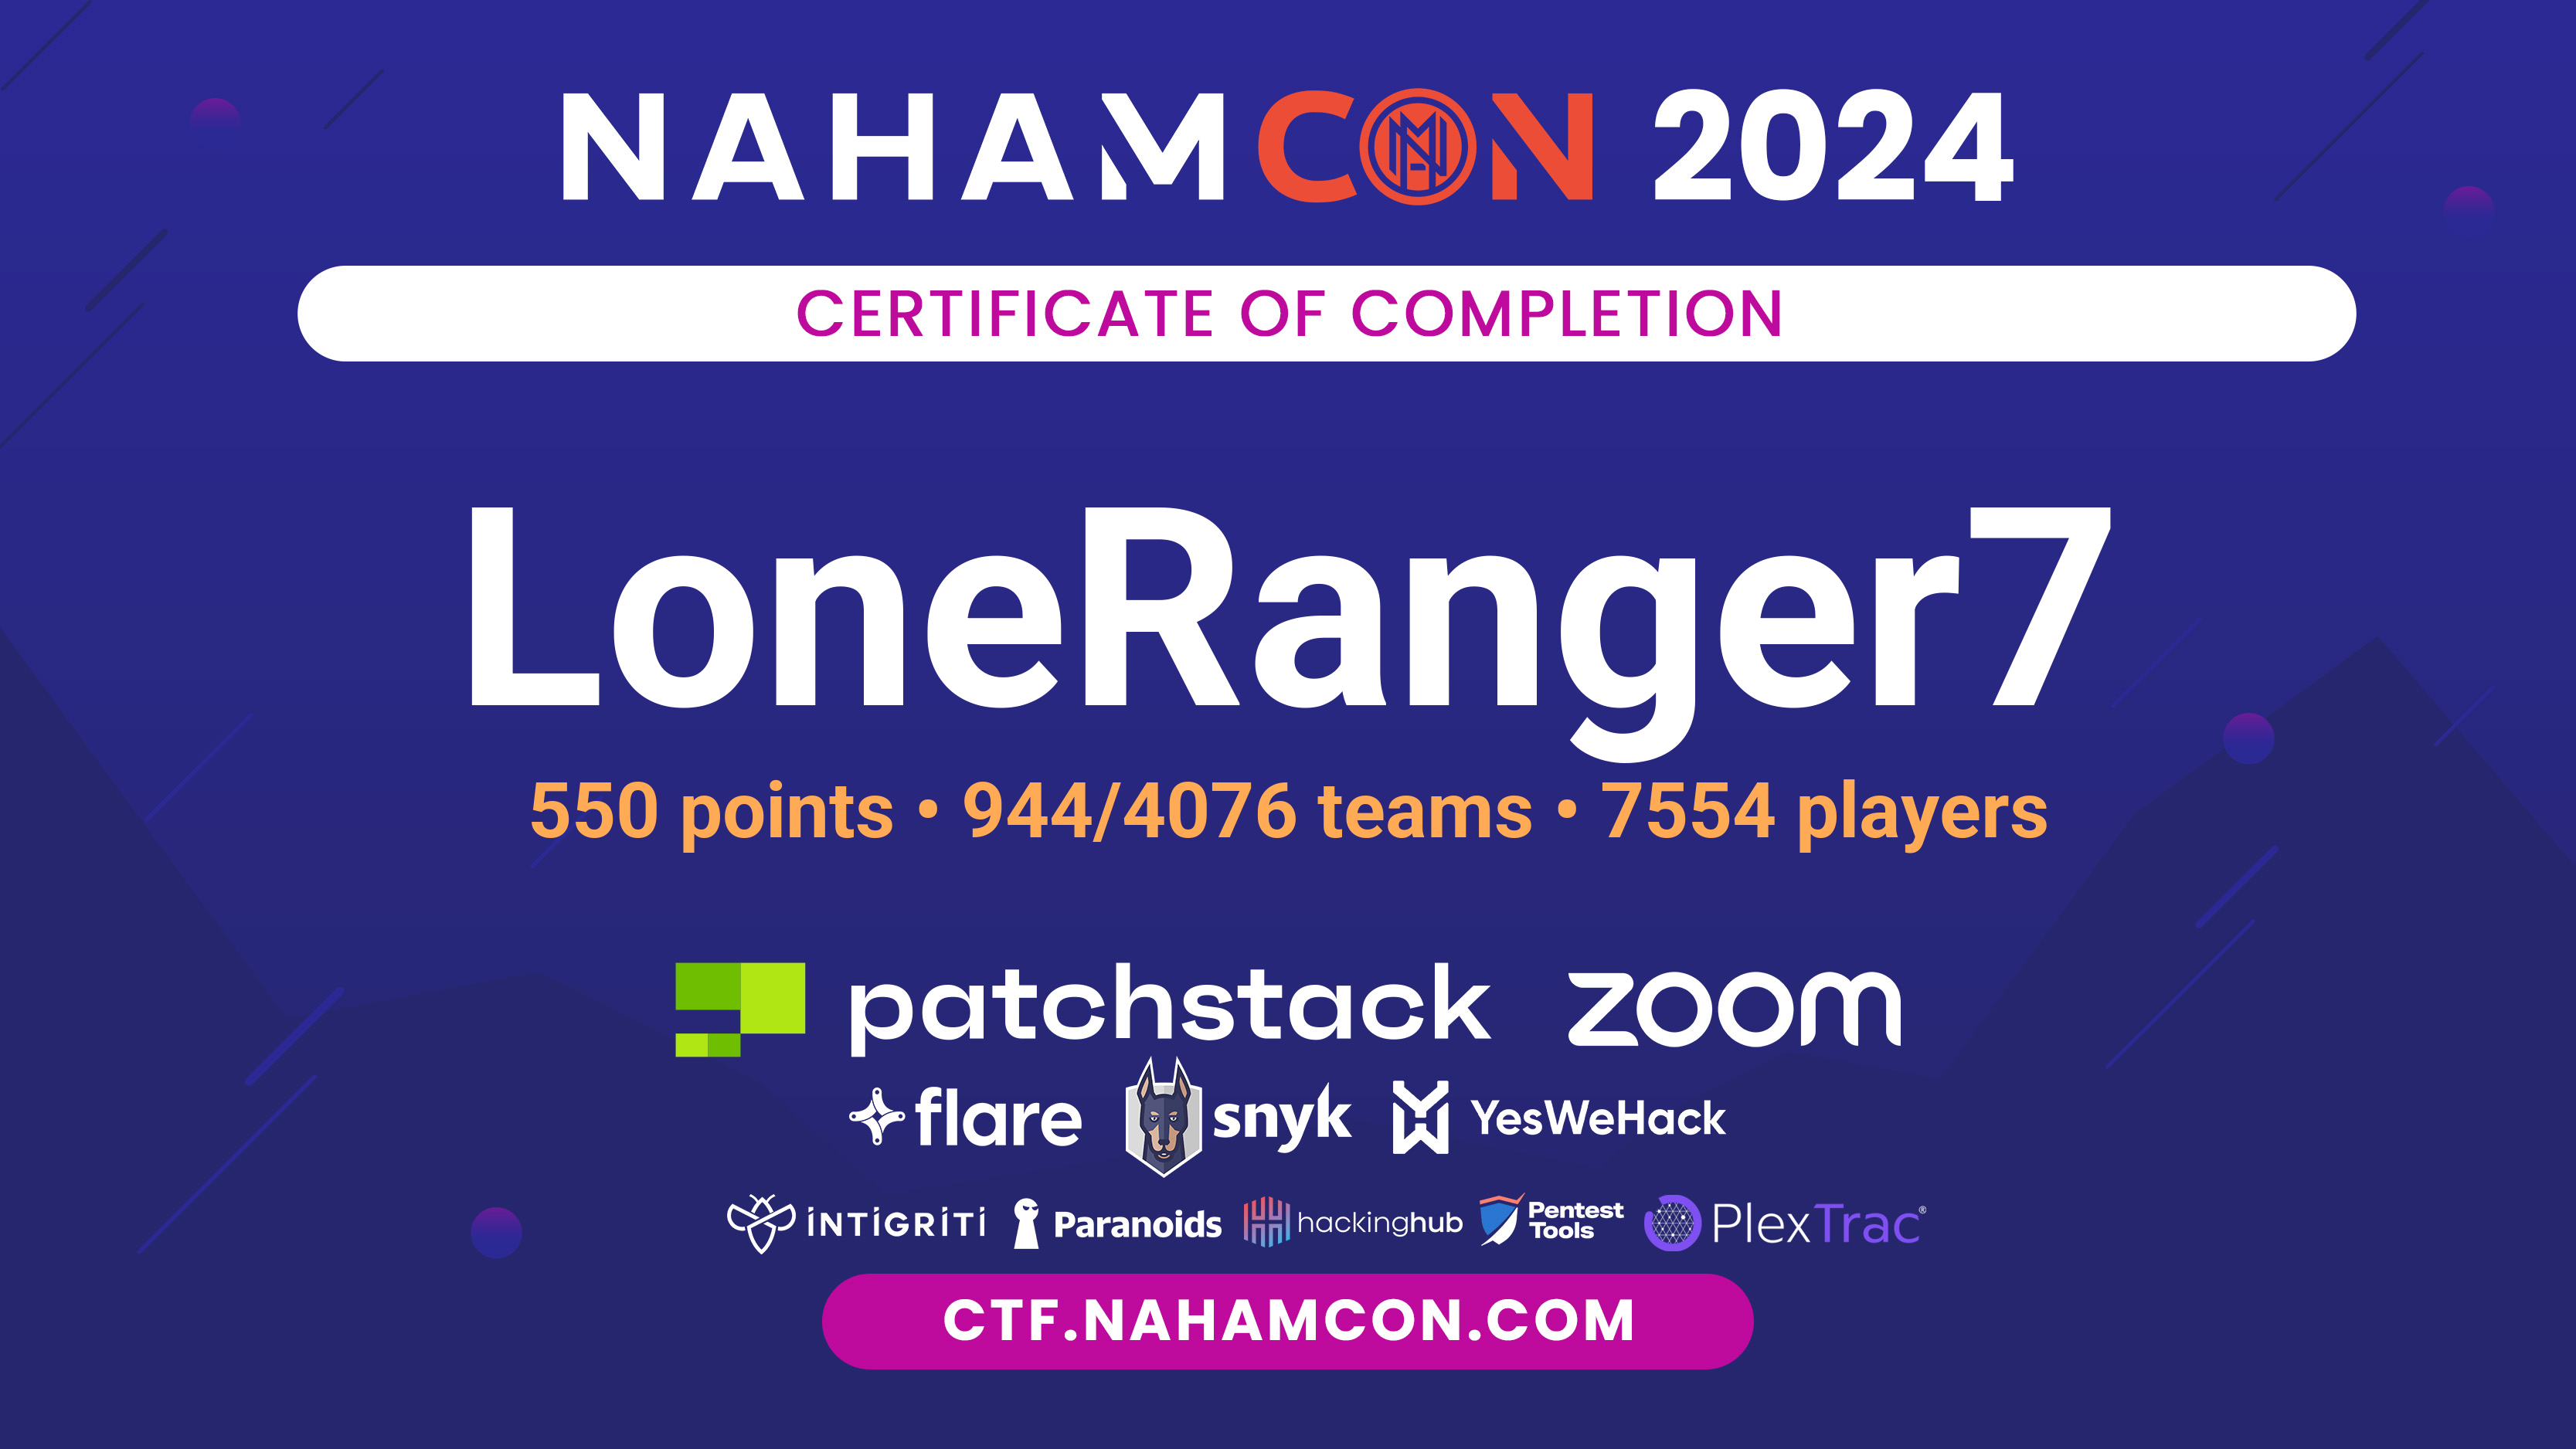 NAHAMCON 2024
CERTIFICATE OF COMPLETION
LoneRanger7
550 points • 944/4076 teams • 7554 players
patchstack zoom
flare snyk YesWeHack
INTIGRITI Paranoids hackinghub Pentest Tools PlexTrac®
CTF.NAHAMCON.COM